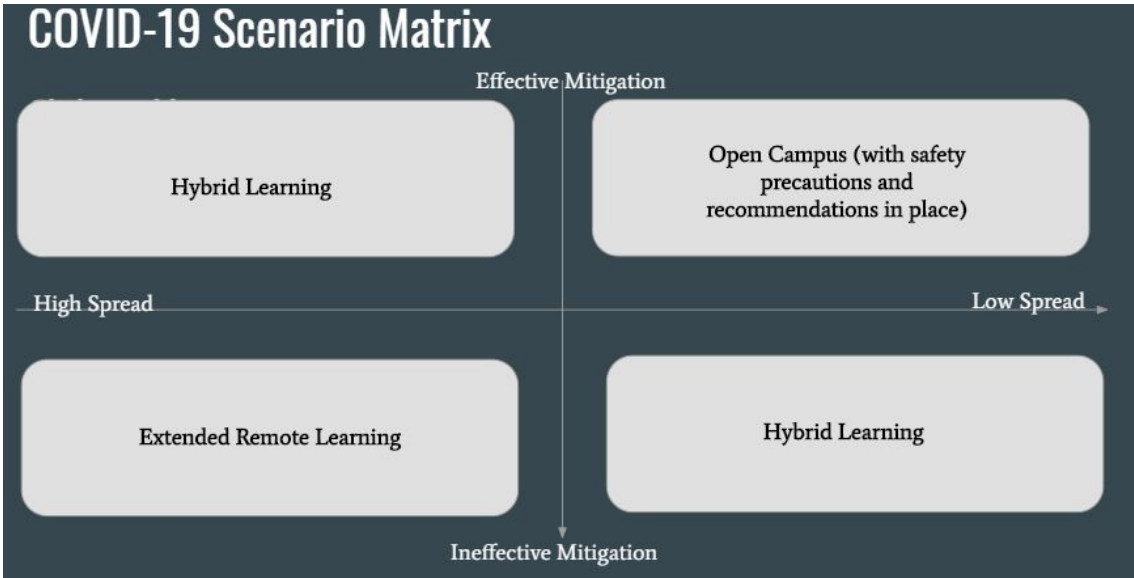 COVID-19 Scenario Matrix
Effective Mitigation
Hybrid Learning
Open Campus (with safety
precautions and
recommendations in place)
High Spread
Low Spread
Extended Remote Learning
Hybrid Learning
Ineffective Mitigation